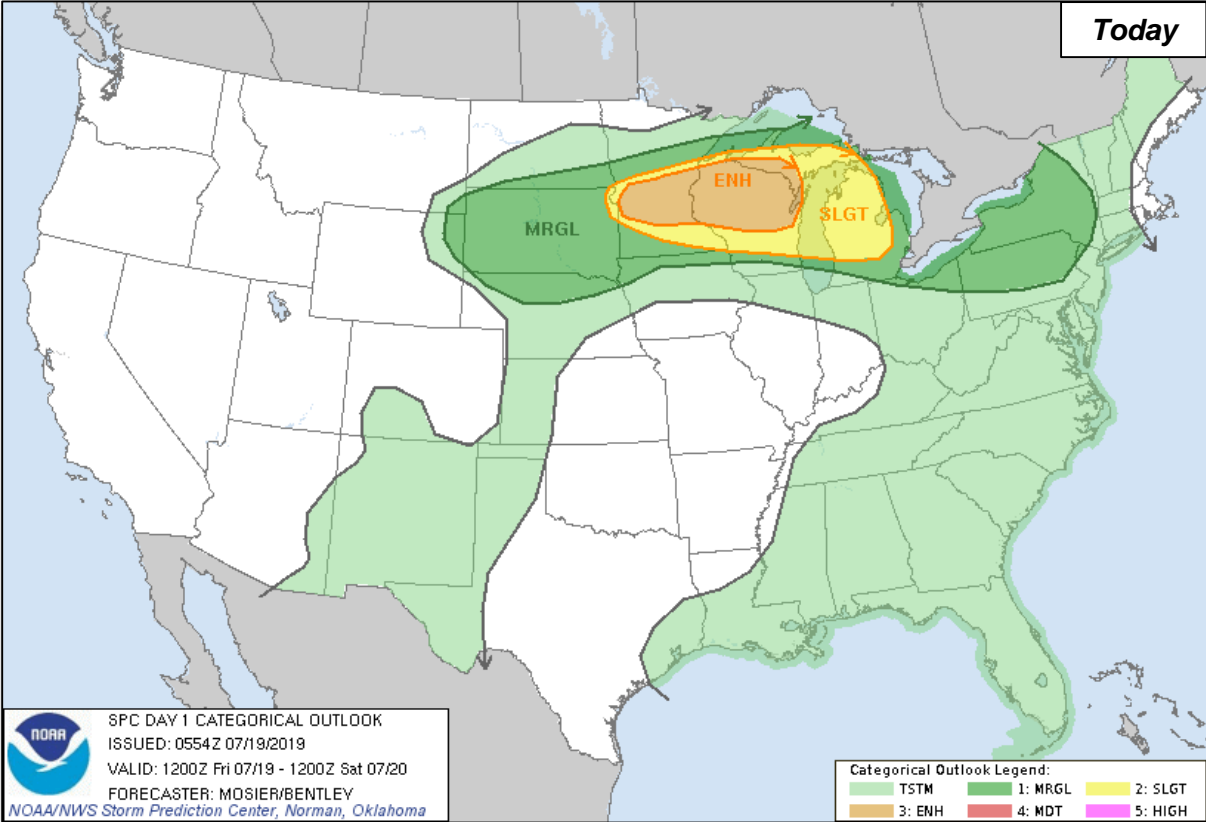 Today
ENH
SLGT
MRGL
NOAA
SPC DAY 1 CATEGORICAL OUTLOOK
ISSUED: 0554Z 07/19/2019
VALID: 1200Z Fri 07/19 - 1200Z Sat 07/20
FORECASTER: MOSIER/BENTLEY
NOAA/NWS Storm Prediction Center, Norman, Oklahoma
Categorical Outlook Legend:
TSTM 1: MRGL 2: SLGT
3: ENH 4: MDT 5: HIGH